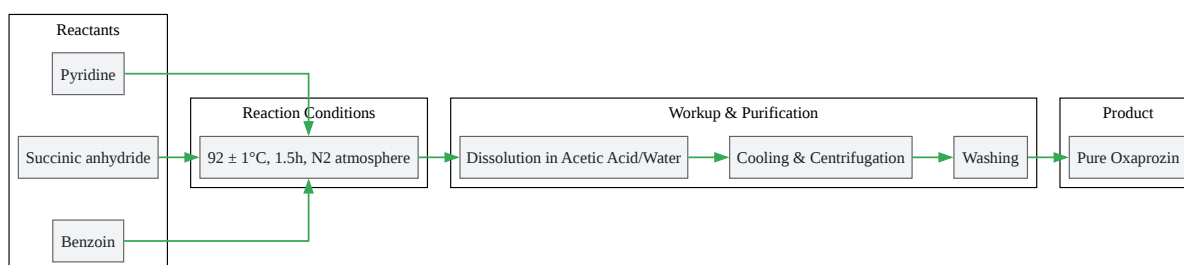 Reactants
Pyridine
Succinic anhydride
Benzoin
Reaction Conditions
92 ± 1°C, 1.5h, N2 atmosphere
Workup & Purification
Dissolution in Acetic Acid/Water
Cooling & Centrifugation
Washing
Product
Pure Oxaprozin